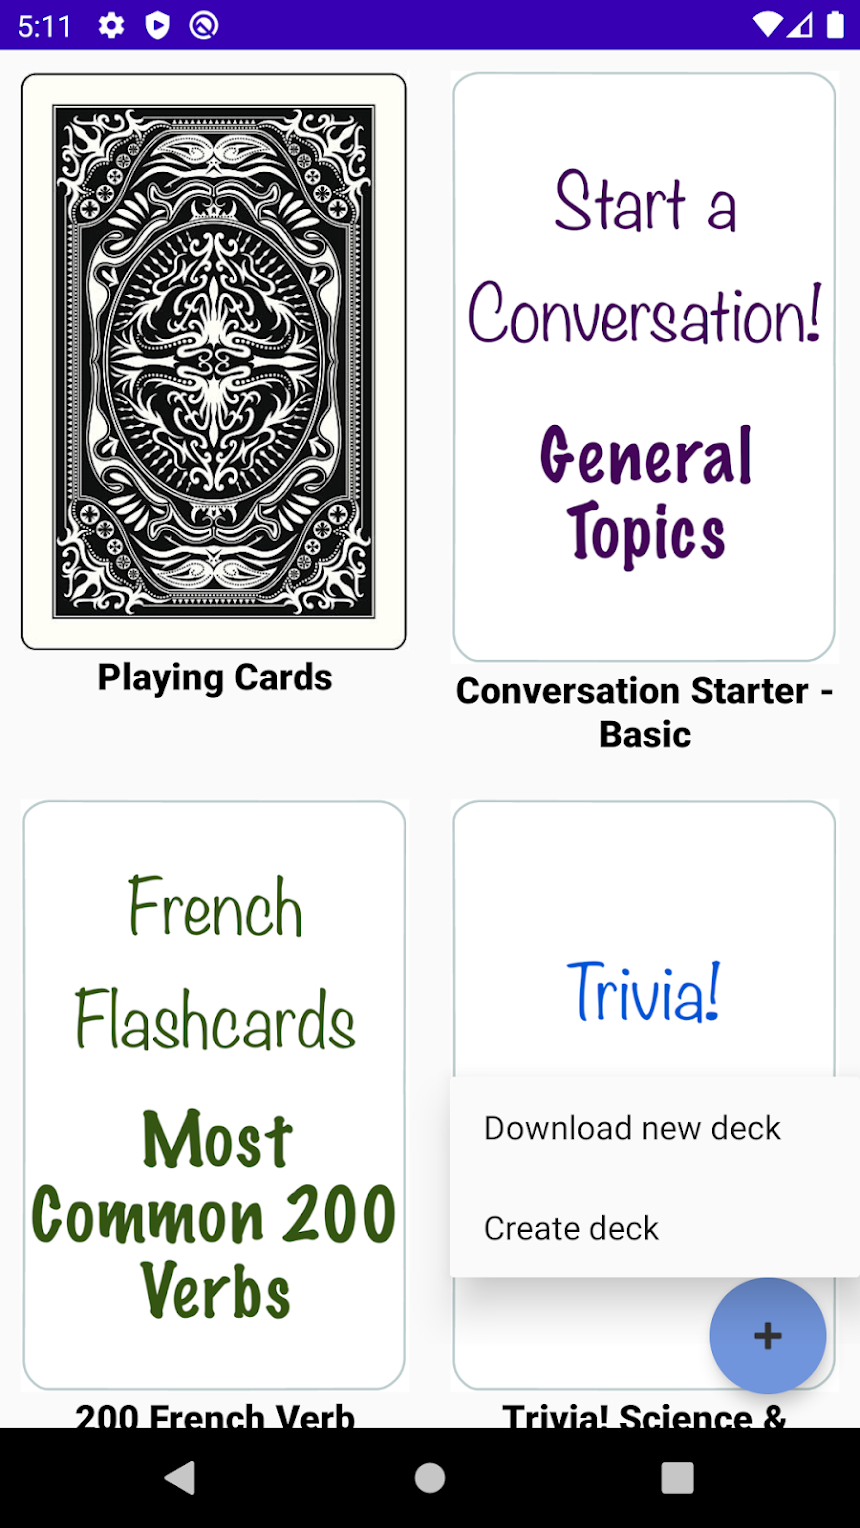 5:11
Start a
Conversation!
General
Topics
Playing Cards
Conversation Starter -
Basic
French
Flashcards
Most
Common 200
Verbs
Trivia!
Download new deck
Create deck
+
200 French Verb
Trivia! Science &